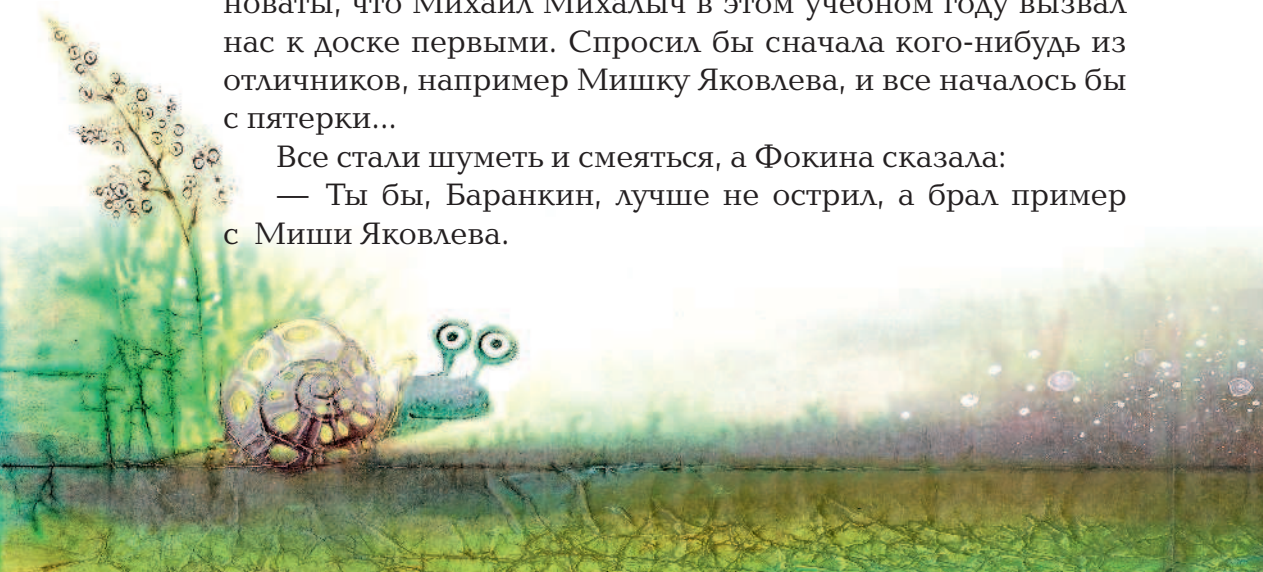 новаты, что Михаил Михалыч в этом учебном году вызвал
нас к доске первыми. Спросил бы сначала кого-нибудь из
отличников, например Мишку Яковлева, и все началось бы
с пятерки...
Все стали шуметь и смеяться, а Фокина сказала:
— Ты бы, Баранкин, лучше не острил, а брал пример
с Миши Яковлева.